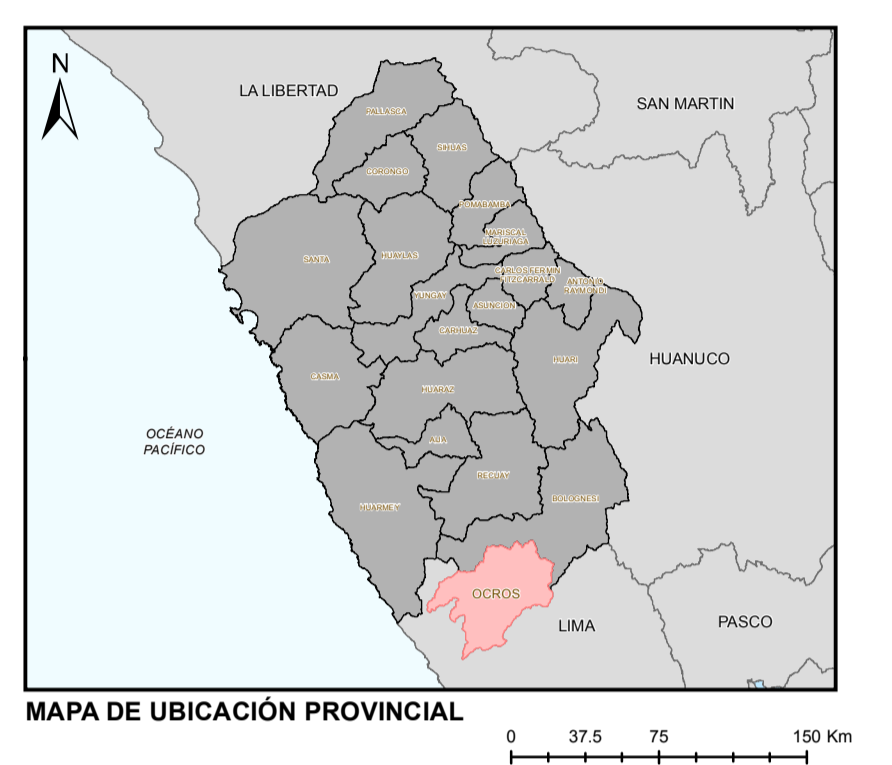 N
LA LIBERTAD
SAN MARTIN
PALLASCA
SIHUAS
CORONGO
POMABAMBA
MARISCAL
LUZURIAGA
SANTA
HUAYLAS
CARLOS FERMIN
FITZCARRALD
ANTONIO
RAYMONDI
YUNGAY
ASUNCION
CARHUAZ
HUARI
HUANUCO
CASMA
HUARAZ
OCÉANO
PACÍFICO
AIJA
RECUAY
BOLOGNESI
HUARMEY
OCROS
LIMA
PASCO
MAPA DE UBICACIÓN PROVINCIAL
0 37.5 75 150 Km